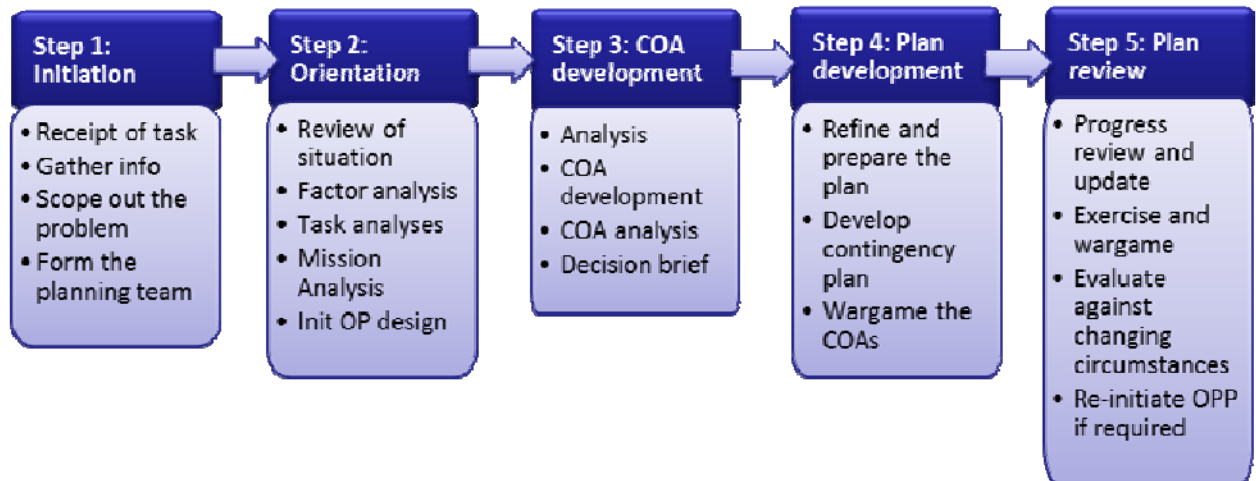 Step 1:
Initiation
• Receipt of task
• Gather info
• Scope out the
problem
• Form the
planning team
Step 2:
Orientation
• Review of
situation
• Factor analysis
• Task analyses
• Mission
Analysis
• Init OP design
Step 3: COA
development
• Analysis
• COA
development
• COA analysis
• Decision brief
Step 4: Plan
development
• Refine and
prepare the
plan
• Develop
contingency
plan
• Wargame the
COAs
Step 5: Plan
review
• Progress
review and
update
• Exercise and
wargame
• Evaluate
against
changing
circumstances
• Re-initiate OPP
if required